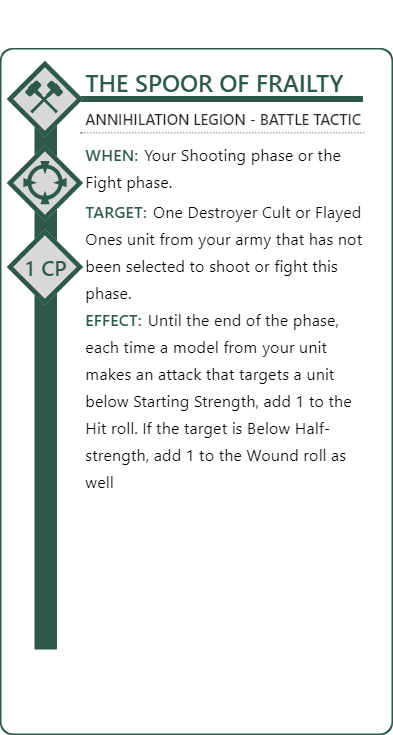 THE SPOOR OF FRAILTY
ANNIHILATION LEGION - BATTLE TACTIC
WHEN: Your Shooting phase or the
Fight phase.
TARGET: One Destroyer Cult or Flayed
Ones unit from your army that has not
been selected to shoot or fight this
phase.
EFFECT: Until the end of the phase,
each time a model from your unit
makes an attack that targets a unit
below Starting Strength, add 1 to the
Hit roll. If the target is Below Half-
strength, add 1 to the Wound roll as
well
1 CP